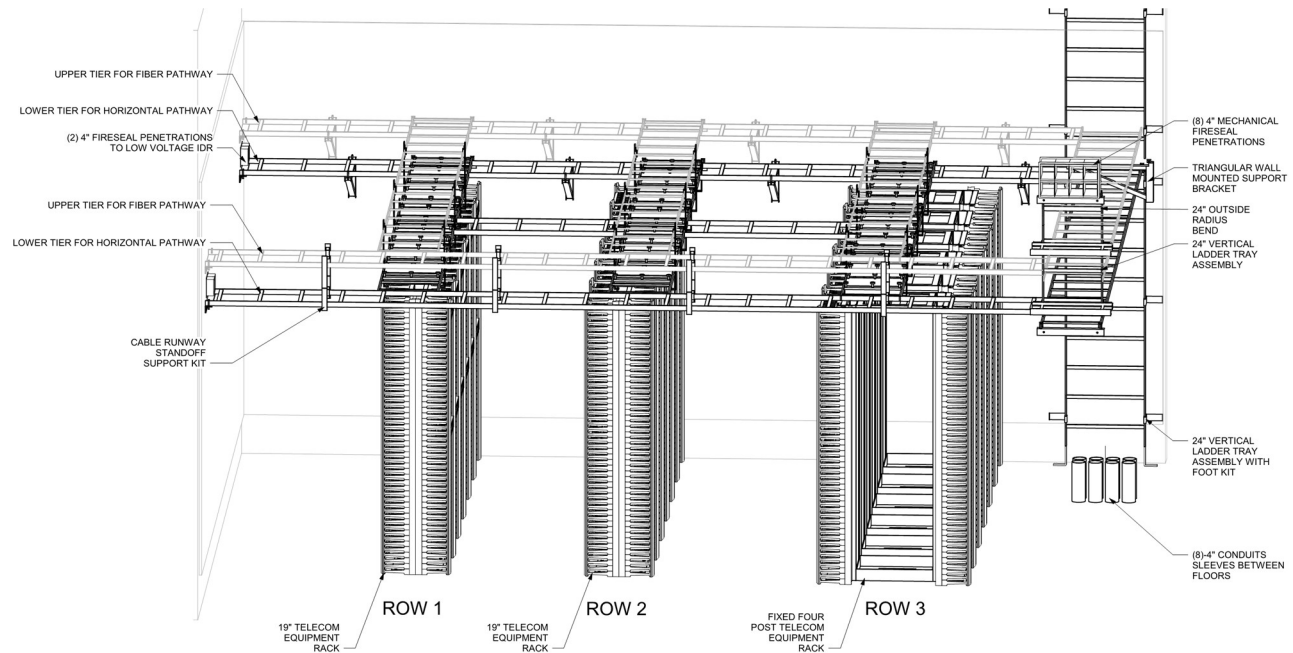 UPPER TIER FOR FIBER PATHWAY
LOWER TIER FOR HORIZONTAL PATHWAY
(2) 4" FIRESEAL PENETRATIONS
TO LOW VOLTAGE IDR
UPPER TIER FOR FIBER PATHWAY
LOWER TIER FOR HORIZONTAL PATHWAY
CABLE RUNWAY
STANDOFF
SUPPORT KIT
(8) 4" MECHANICAL
FIRESEAL
PENETRATIONS
TRIANGULAR WALL
MOUNTED SUPPORT
BRACKET
24" OUTSIDE
RADIUS
BEND
24" VERTICAL
LADDER TRAY
ASSEMBLY
24" VERTICAL
LADDER TRAY
ASSEMBLY WITH
FOOT KIT
(8)-4" CONDUITS
SLEEVES BETWEEN
FLOORS
ROW 1
ROW 2
ROW 3
19" TELECOM
EQUIPMENT
RACK
19" TELECOM
EQUIPMENT
RACK
FIXED FOUR
POST TELECOM
EQUIPMENT
RACK